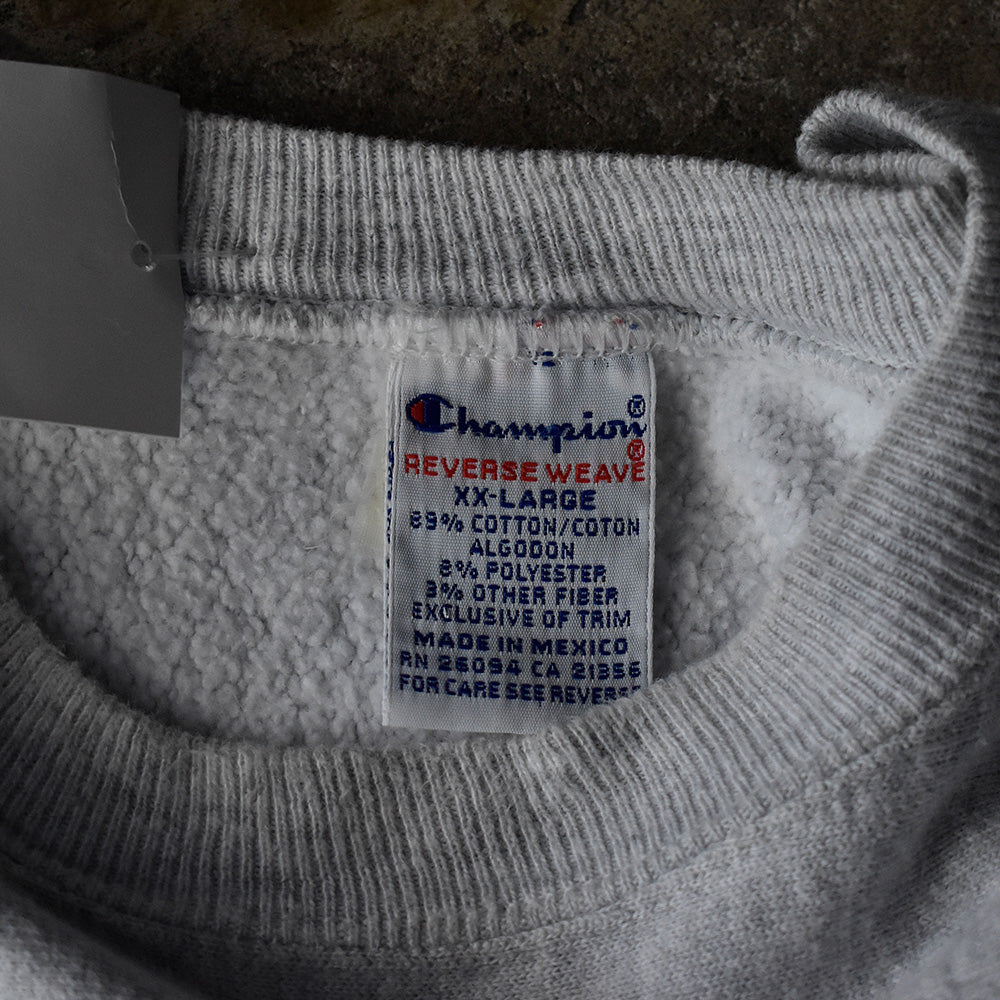 Champion®
REVERSE WEAVE®
XX-LARGE
89% COTTON/COTON
ALGODON
8% POLYESTER
3% OTHER FIBER
EXCLUSIVE OF TRIM
MADE IN MEXICO
RN 26094 CA 21356
FOR CARE SEE REVERSE